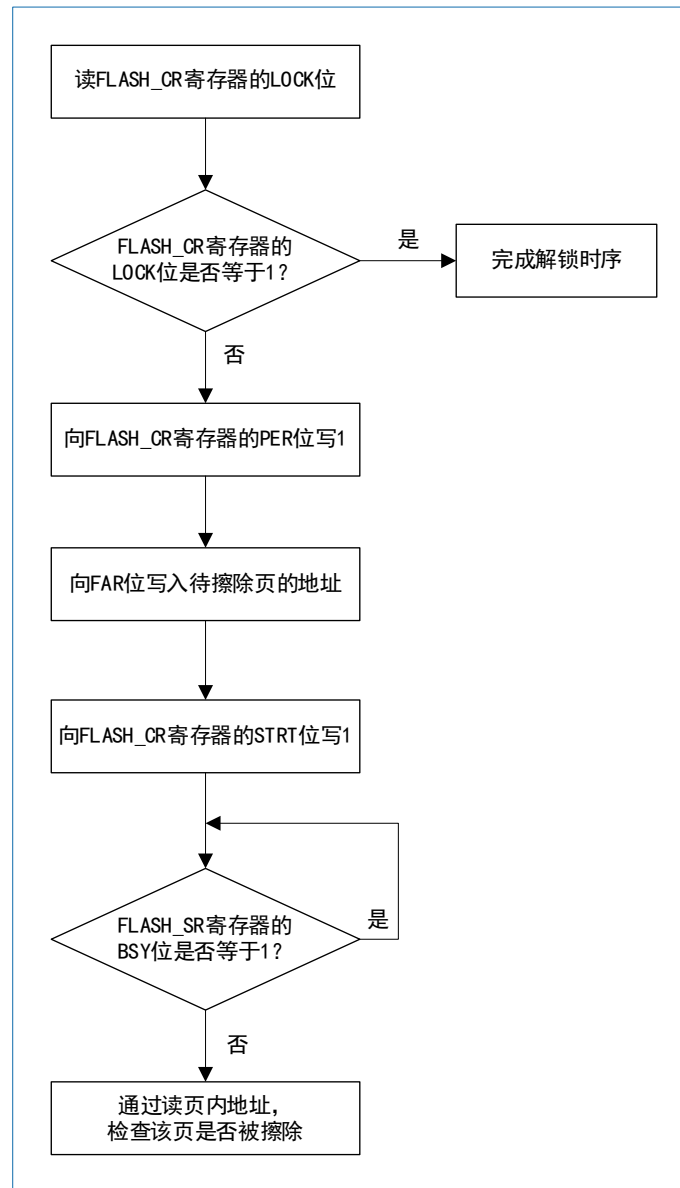 读FLASH_CR寄存器的LOCK位
FLASH_CR寄存器的
LOCK位是否等于1?
是
完成解锁时序
否
向FLASH_CR寄存器的PER位写1
向FAR位写入待擦除页的地址
向FLASH_CR寄存器的STRT位写1
FLASH_SR寄存器的
BSY位是否等于1?
是
否
通过读页内地址，
检查该页是否被擦除